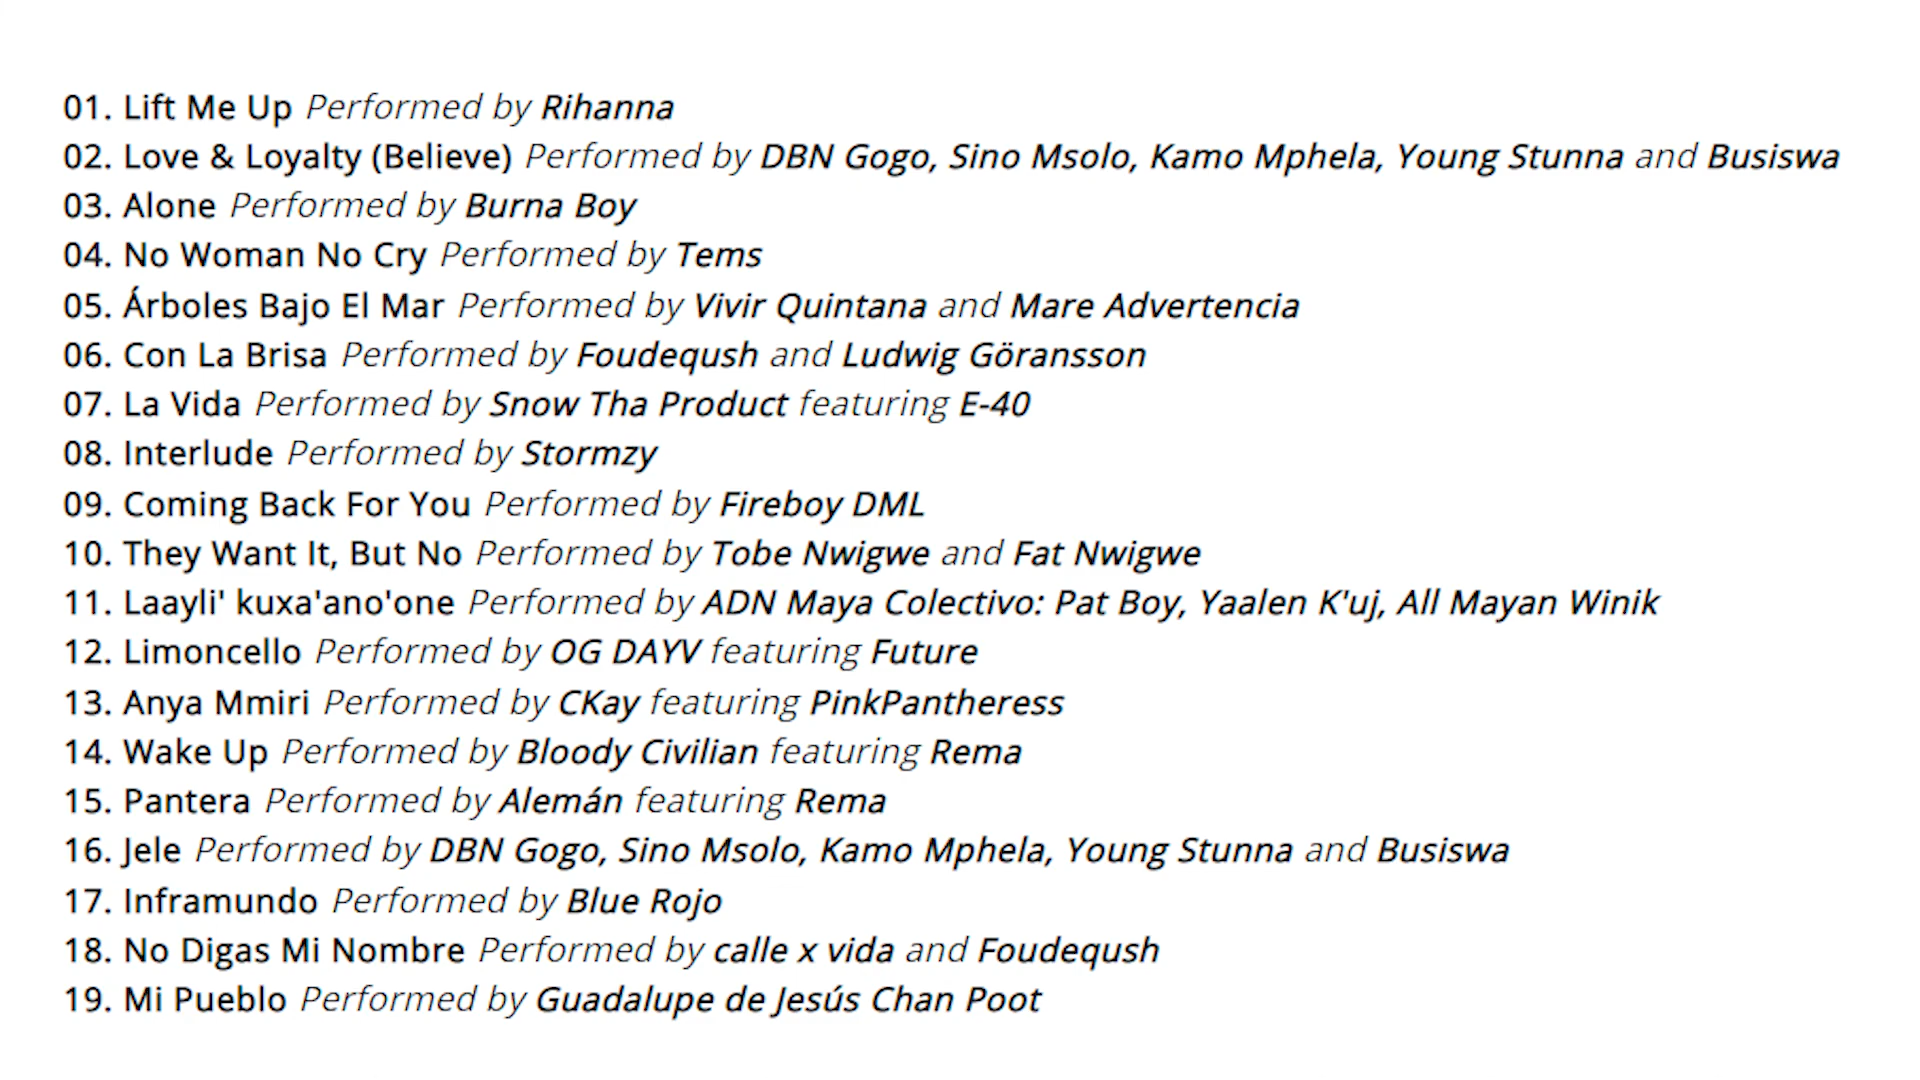 01. Lift Me Up Performed by Rihanna
02. Love & Loyalty (Believe) Performed by DBN Gogo, Sino Msolo, Kamo Mphela, Young Stunna and Busiswa
03. Alone Performed by Burna Boy
04. No Woman No Cry Performed by Tems
05. Árboles Bajo El Mar Performed by Vivir Quintana and Mare Advertencia
06. Con La Brisa Performed by Foudeqush and Ludwig Göransson
07. La Vida Performed by Snow Tha Product featuring E-40
08. Interlude Performed by Stormzy
09. Coming Back For You Performed by Fireboy DML
10. They Want It, But No Performed by Tobe Nwigwe and Fat Nwigwe
11. Laayli' kuxa'ano'one Performed by ADN Maya Colectivo: Pat Boy, Yaalen K'uj, All Mayan Winik
12. Limoncello Performed by OG DAYV featuring Future
13. Anya Mmiri Performed by CKay featuring PinkPantheress
14. Wake Up Performed by Bloody Civilian featuring Rema
15. Pantera Performed by Alemán featuring Rema
16. Jele Performed by DBN Gogo, Sino Msolo, Kamo Mphela, Young Stunna and Busiswa
17. Inframundo Performed by Blue Rojo
18. No Digas Mi Nombre Performed by calle x vida and Foudeqush
19. Mi Pueblo Performed by Guadalupe de Jesús Chan Poot